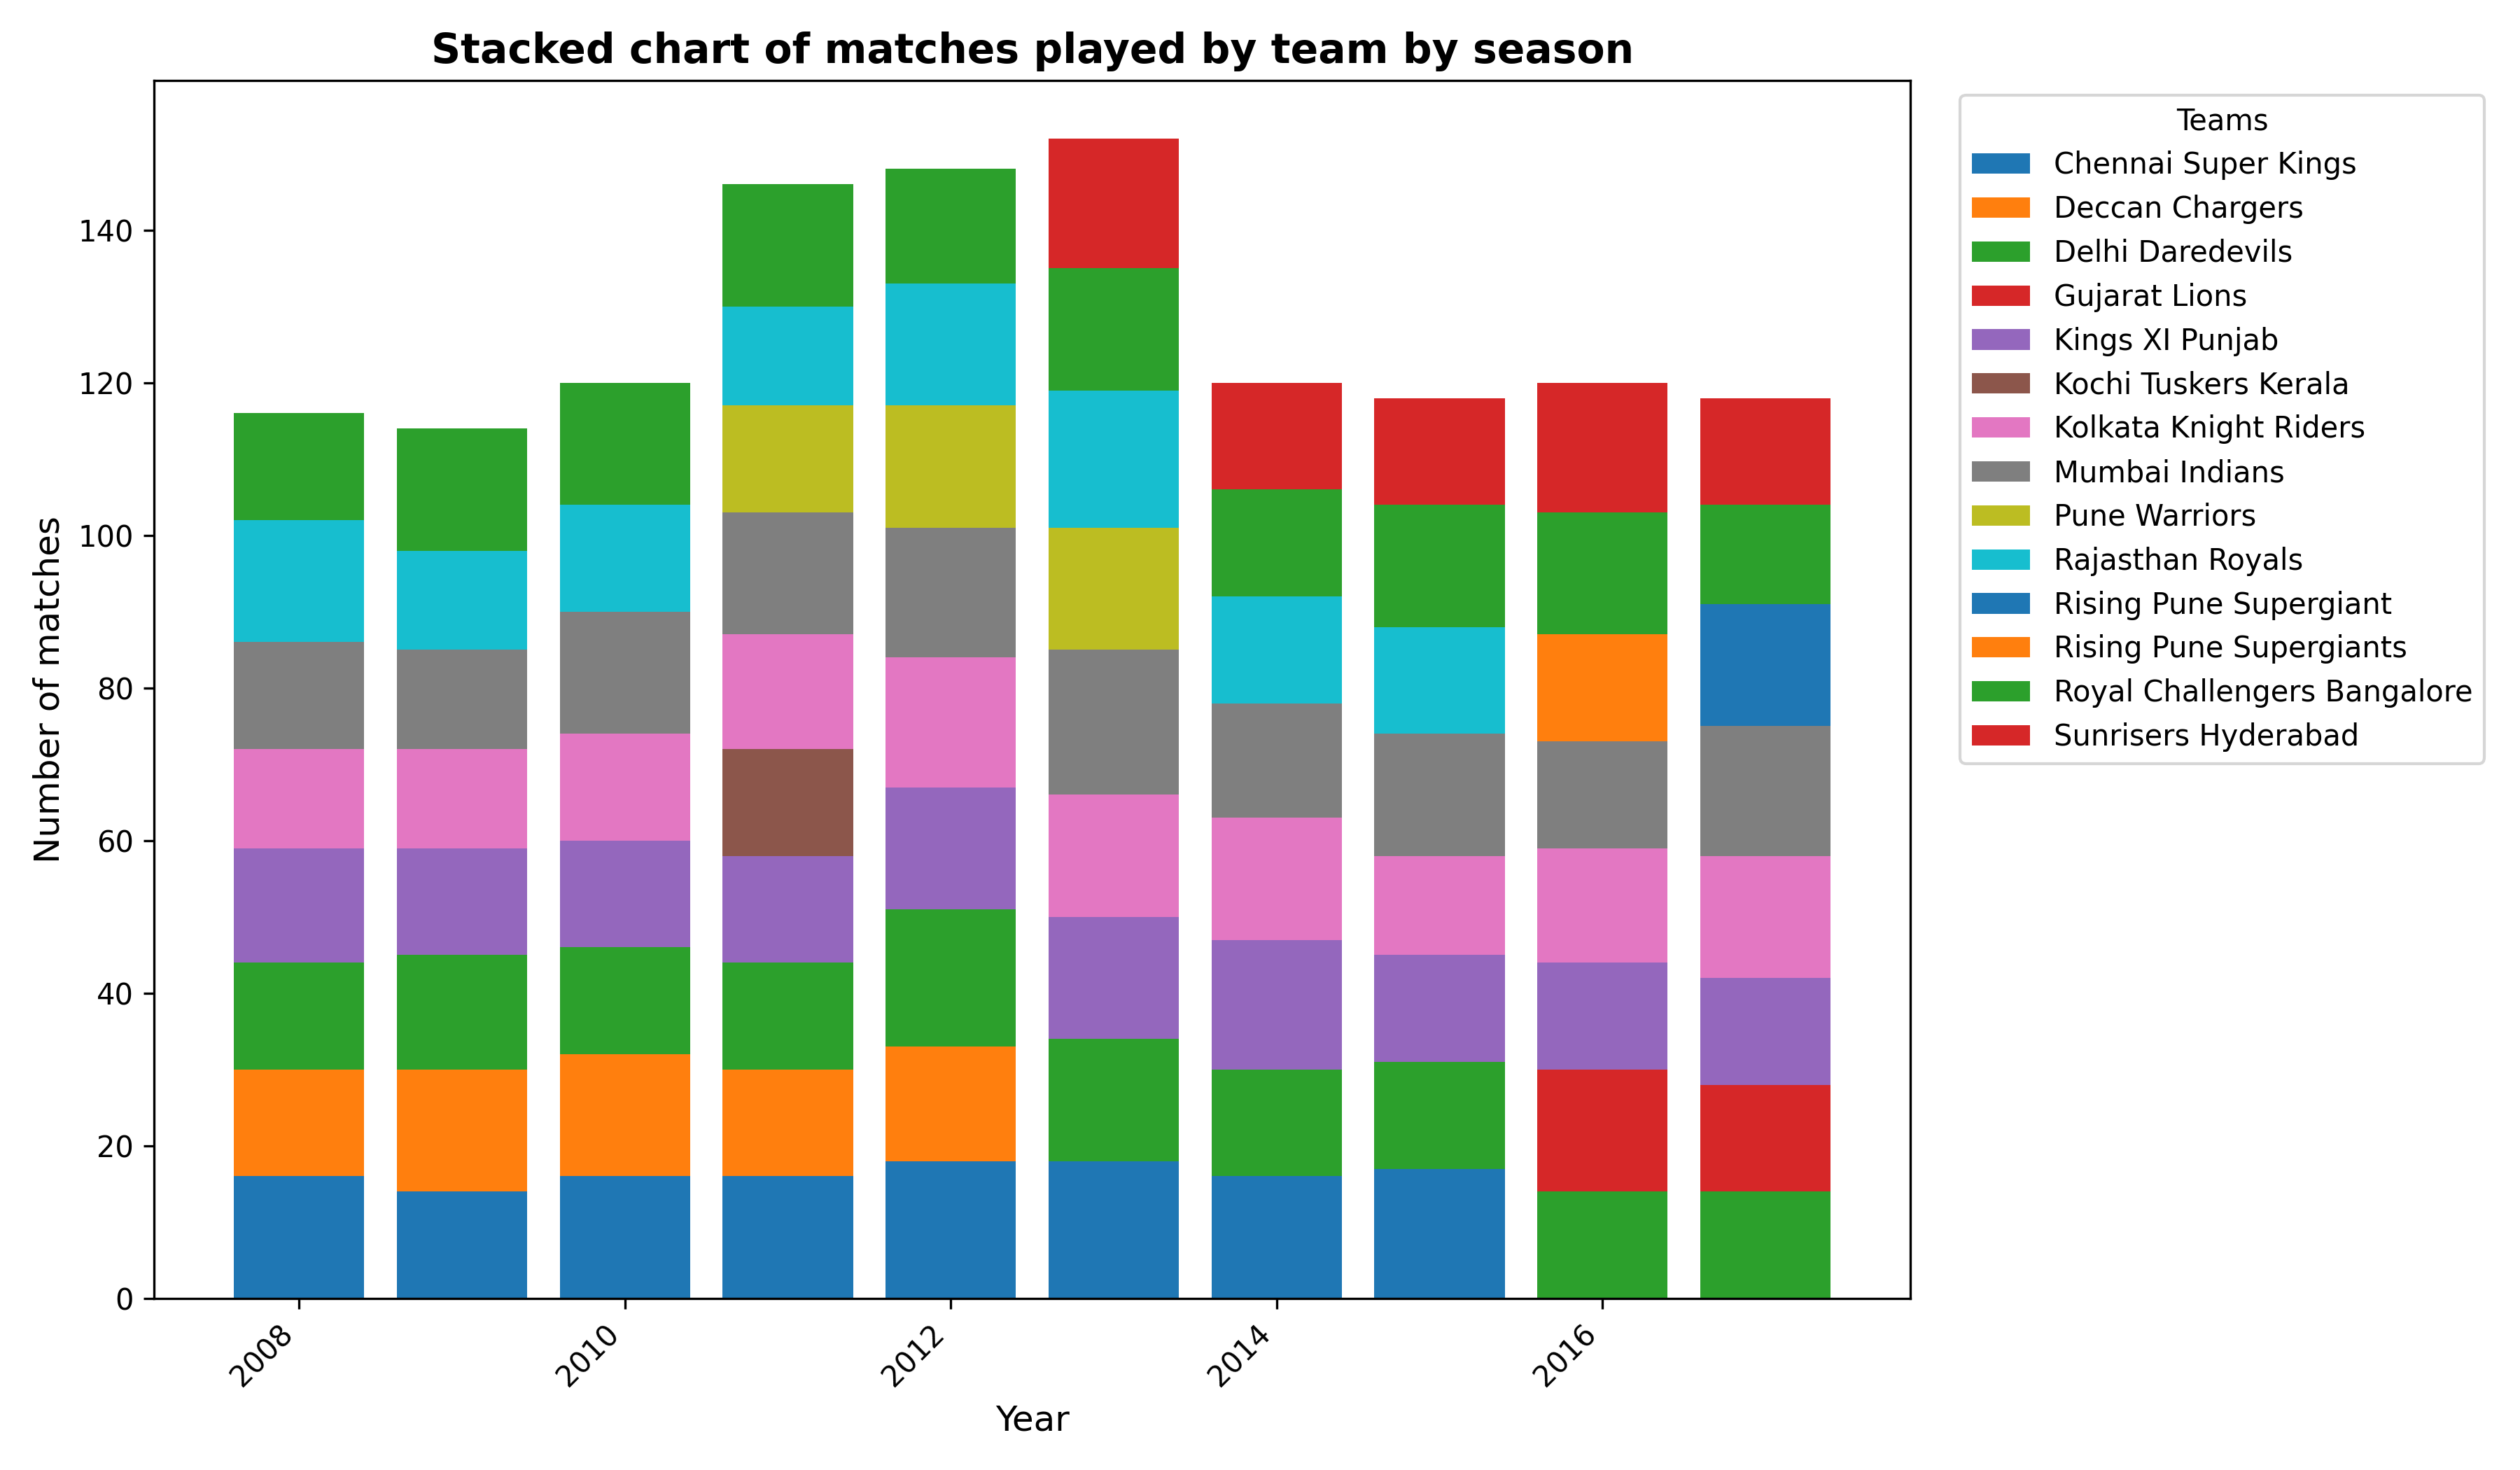 Stacked chart of matches played by team by season
Number of matches
140
120
100
80
60
40
20
0
2008
2010
2012
2014
2016
Year
Teams
Chennai Super Kings
Deccan Chargers
Delhi Daredevils
Gujarat Lions
Kings XI Punjab
Kochi Tuskers Kerala
Kolkata Knight Riders
Mumbai Indians
Pune Warriors
Rajasthan Royals
Rising Pune Supergiant
Rising Pune Supergiants
Royal Challengers Bangalore
Sunrisers Hyderabad